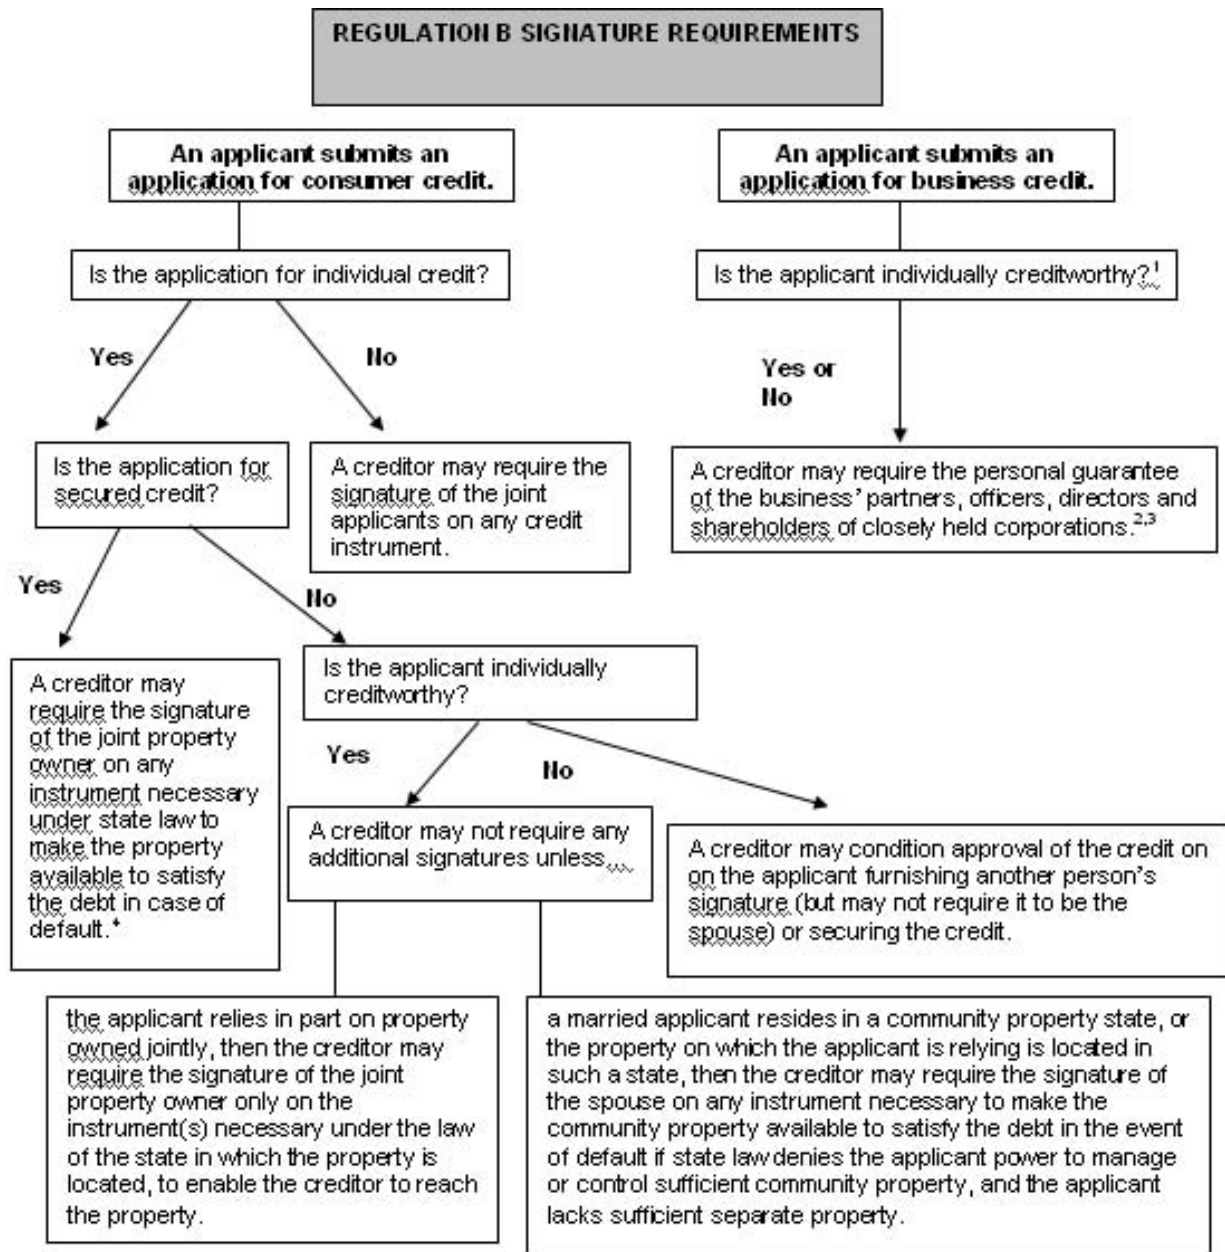 REGULATION B SIGNATURE REQUIREMENTS
An applicant submits an
application for consumer credit.
An applicant submits an
application for business credit.
Is the application for individual credit?
Is the applicant individually creditworthy?¹
Yes
No
Yes or
No
Is the application for
secured credit?
A creditor may require the
signature of the joint
applicants on any credit
instrument.
A creditor may require the personal guarantee
of the business' partners, officers, directors and
shareholders of closely held corporations.²,³
Yes
No
A creditor may
require the signature
of the joint property
owner on any
instrument necessary
under state law to
make the property
available to satisfy
the debt in case of
default.⁴
Is the applicant individually
creditworthy?
Yes
No
A creditor may not require any
additional signatures unless
A creditor may condition approval of the credit on
on the applicant furnishing another person's
signature (but may not require it to be the
spouse) or securing the credit.
the applicant relies in part on property
owned jointly, then the creditor may
require the signature of the joint
property owner only on the
instrument(s) necessary under the law
of the state in which the property is
located, to enable the creditor to reach
the property.
a married applicant resides in a community property state, or
the property on which the applicant is relying is located in
such a state, then the creditor may require the signature of
the spouse on any instrument necessary to make the
community property available to satisfy the debt in the event
of default if state law denies the applicant power to manage
or control sufficient community property, and the applicant
lacks sufficient separate property.